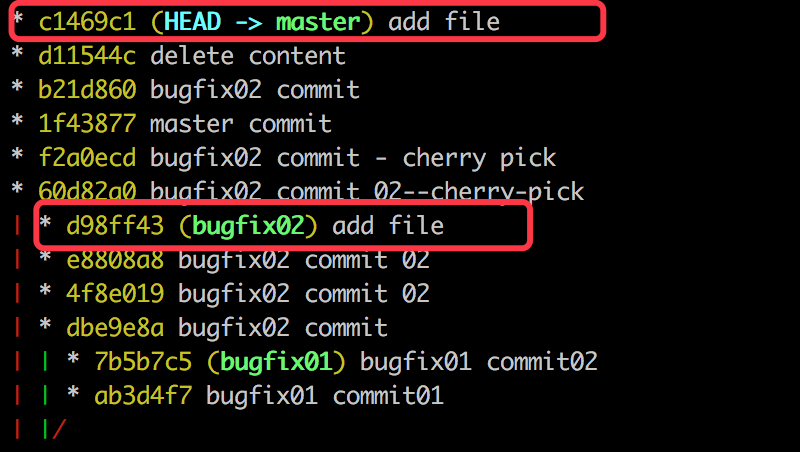 * c1469c1 (HEAD -> master) add file
* d11544c delete content
* b21d860 bugfix02 commit
* 1f43877 master commit
* f2a0ecd bugfix02 commit - cherry pick
* 60d82a0 bugfix02 commit 02--cherry-pick
| * d98ff43 (bugfix02) add file
| * e8808a8 bugfix02 commit 02
| * 4f8e019 bugfix02 commit 02
| * dbe9e8a bugfix02 commit
| | * 7b5b7c5 (bugfix01) bugfix01 commit02
| | * ab3d4f7 bugfix01 commit01
| |/